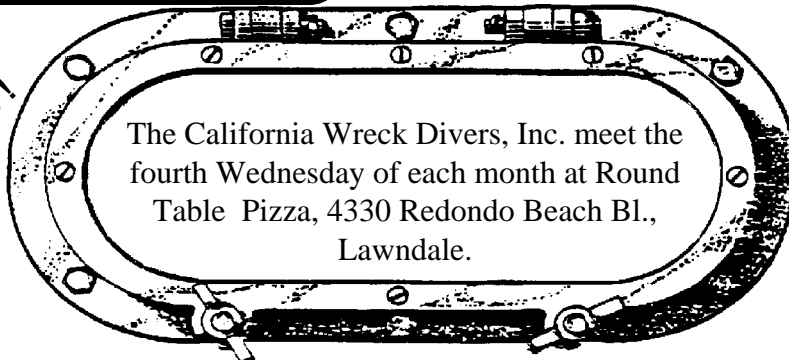 The California Wreck Divers, Inc. meet the
fourth Wednesday of each month at Round
Table Pizza, 4330 Redondo Beach Bl.,
Lawndale.